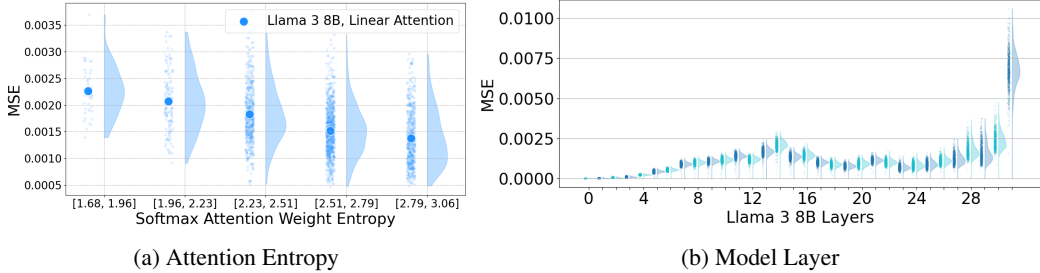 0.0035
0.0030
0.0025
0.0020
0.0015
0.0010
0.0005
MSE
Llama 3 8B, Linear Attention
[1.68, 1.96] [1.96, 2.23] [2.23, 2.51] [2.51, 2.79] [2.79, 3.06]
Softmax Attention Weight Entropy
(a) Attention Entropy
0.0100
0.0075
0.0050
0.0025
0.0000
MSE
0 4 8 12 16 20 24 28
Llama 3 8B Layers
(b) Model Layer